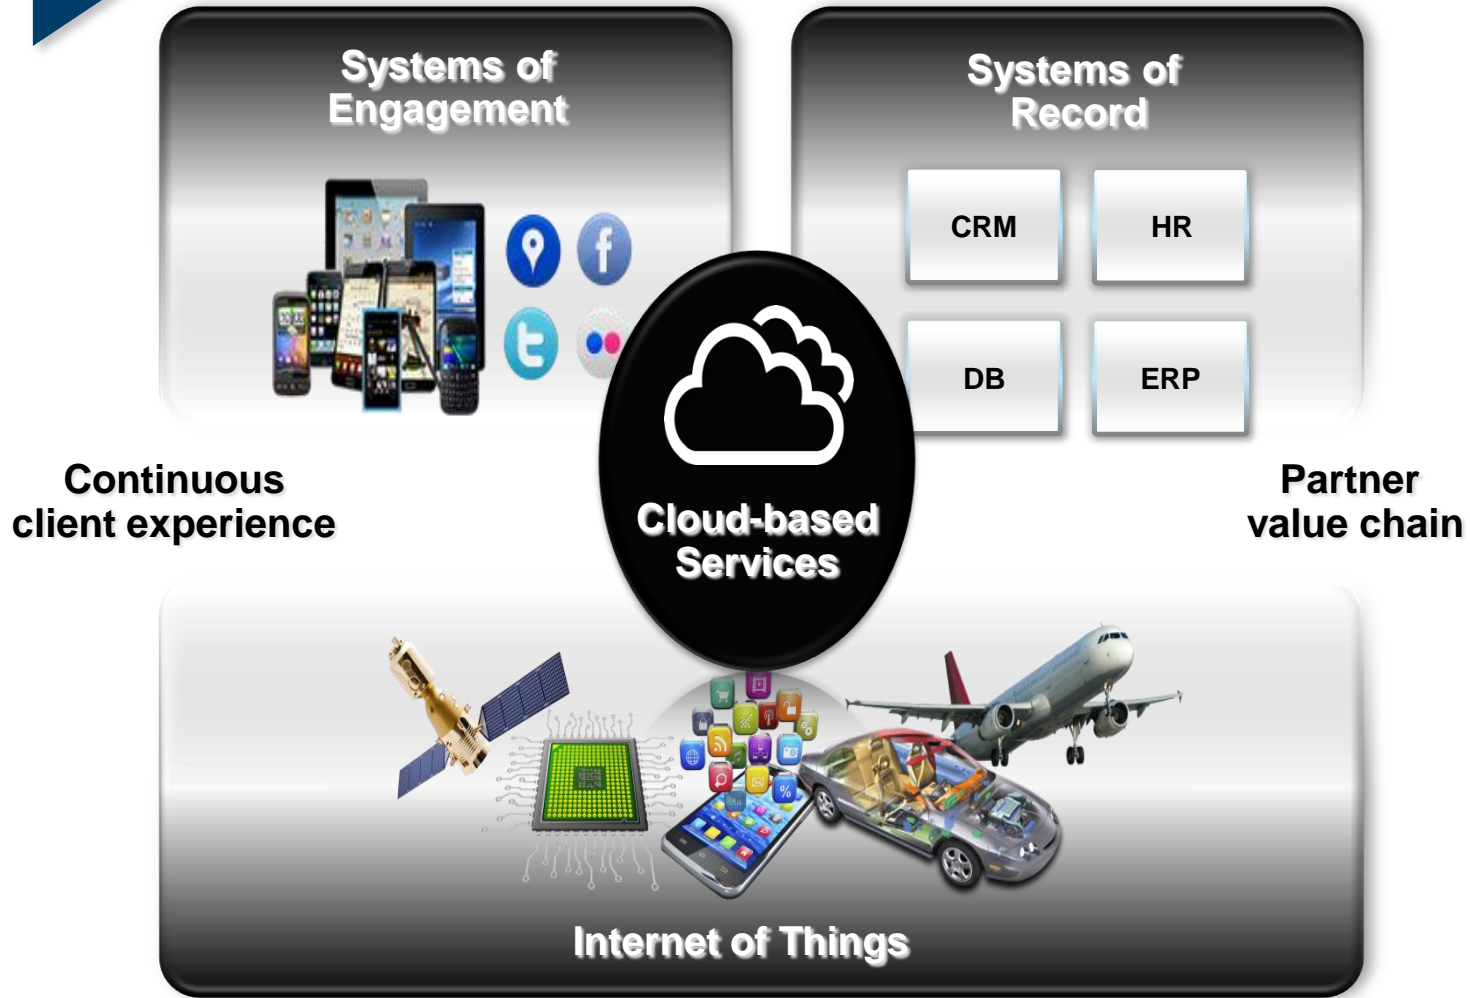 Systems of
Engagement
Systems of
Record
CRM
HR
DB
ERP
Cloud-based
Services
Continuous
client experience
Partner
value chain
Internet of Things